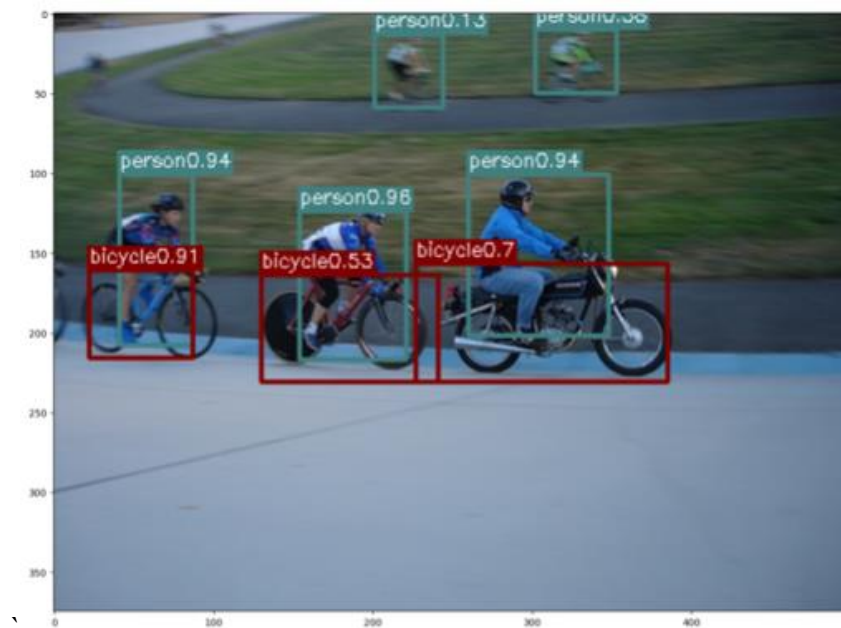 person0.13
person0.38
0
50
100
person0.94
person0.94
person0.96
150
bicycle0.91
bicycle0.53
bicycle0.7
200
250
300
350
0
100
200
300
400
`